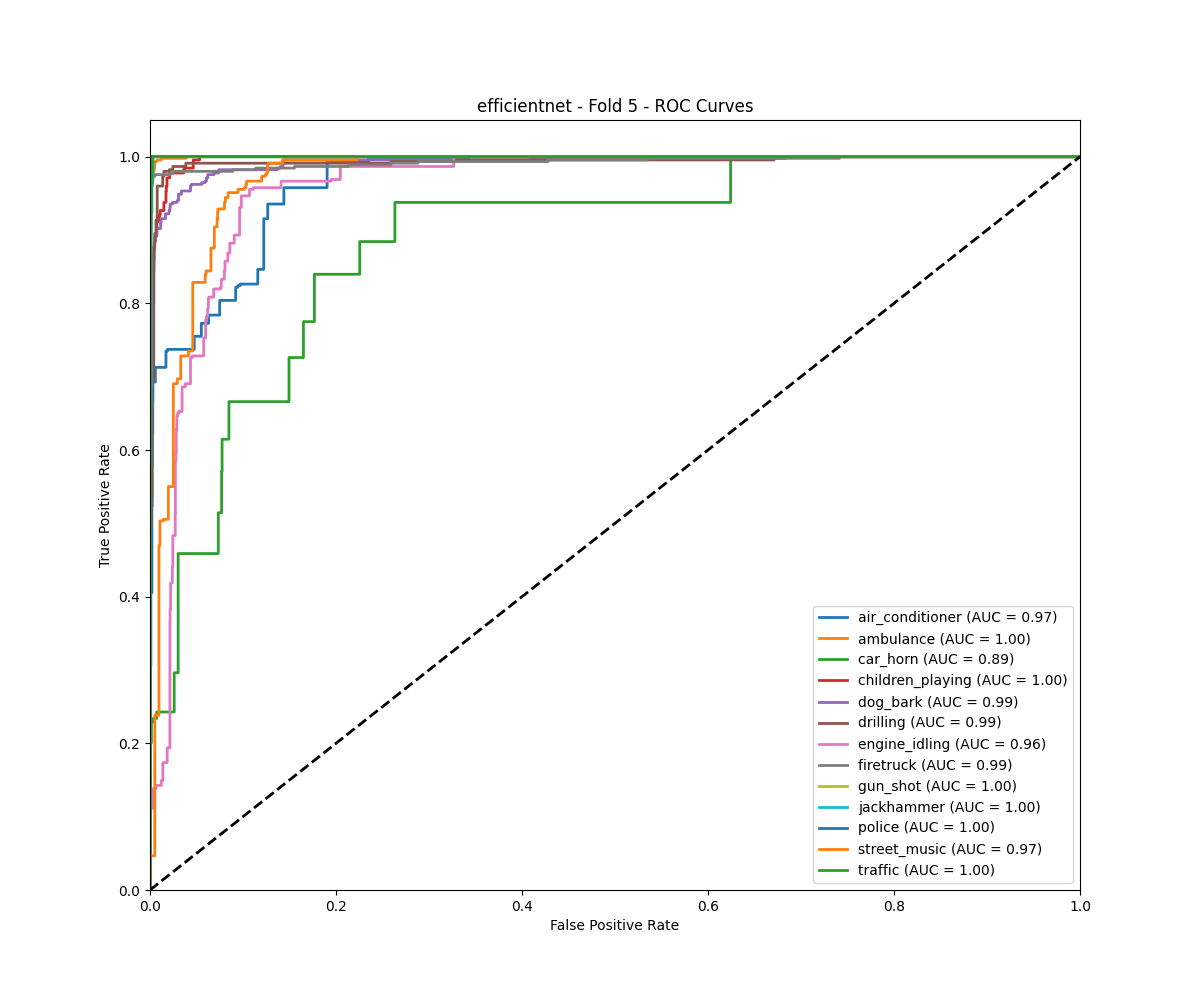 efficientnet - Fold 5 - ROC Curves
True Positive Rate
1.0
0.8
0.6
0.4
0.2
0.0
0.0 0.2 0.4 0.6 0.8 1.0
False Positive Rate
air_conditioner (AUC = 0.97)
ambulance (AUC = 1.00)
car_horn (AUC = 0.89)
children_playing (AUC = 1.00)
dog_bark (AUC = 0.99)
drilling (AUC = 0.99)
engine_idling (AUC = 0.96)
firetruck (AUC = 0.99)
gun_shot (AUC = 1.00)
jackhammer (AUC = 1.00)
police (AUC = 1.00)
street_music (AUC = 0.97)
traffic (AUC = 1.00)